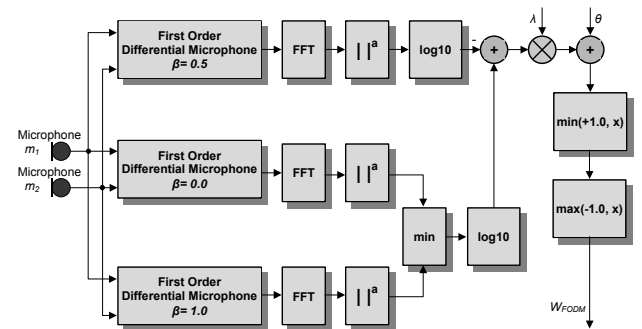 λ
θ
First Order
Differential Microphone
β= 0.5
FFT
| |ᵃ
log10
-
+
+
min(+1.0, x)
Microphone
m₁
Microphone
m₂
First Order
Differential Microphone
β= 0.0
FFT
| |ᵃ
max(-1.0, x)
min
log10
First Order
Differential Microphone
β= 1.0
FFT
| |ᵃ
W_FODM